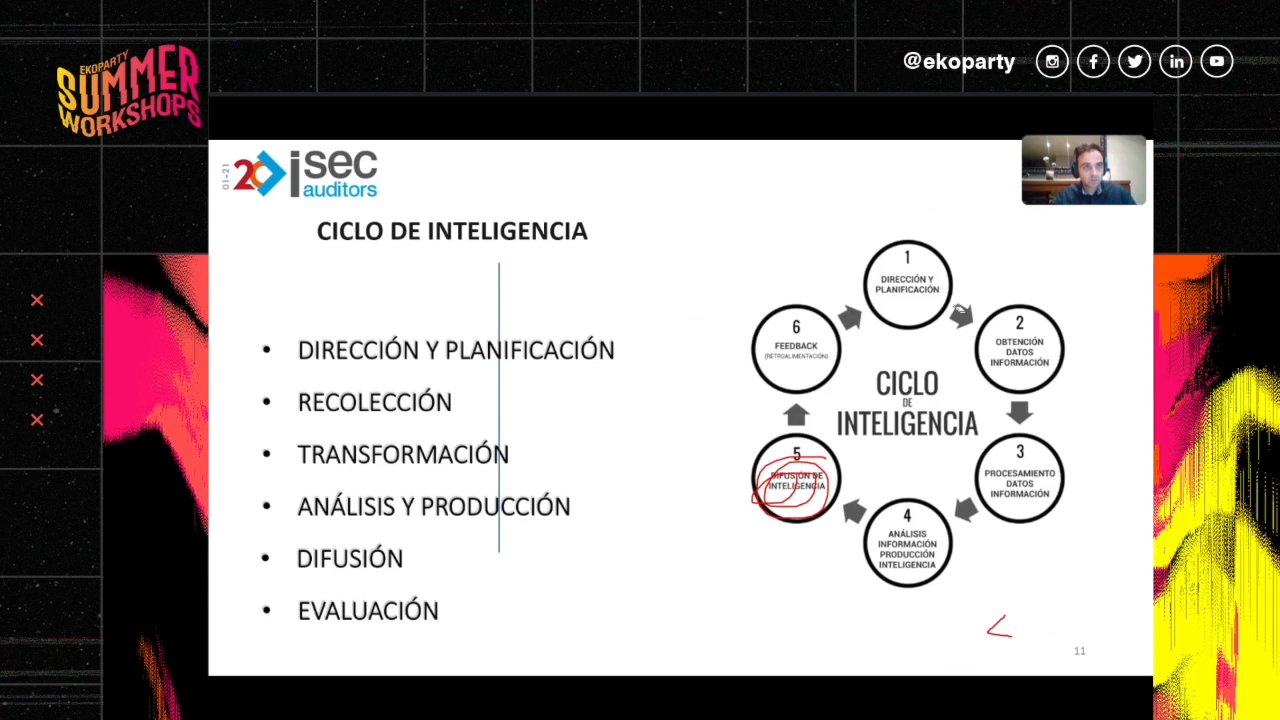 EKOPARTY
SUMMER
WORKSHOPS
@ekoparty
01-21
20
isec
auditors
CICLO DE INTELIGENCIA
• DIRECCIÓN Y PLANIFICACIÓN
• RECOLECCIÓN
• TRANSFORMACIÓN
• ANÁLISIS Y PRODUCCIÓN
• DIFUSIÓN
• EVALUACIÓN
1
DIRECCIÓN Y
PLANIFICACIÓN
2
OBTENCIÓN
DATOS
INFORMACIÓN
3
PROCESAMIENTO
DATOS
INFORMACIÓN
4
ANÁLISIS
INFORMACIÓN
PRODUCCIÓN
INTELIGENCIA
5
DIFUSIÓN DE
INTELIGENCIA
6
FEEDBACK
(RETROALIMENTACIÓN)
CICLO
DE
INTELIGENCIA
11